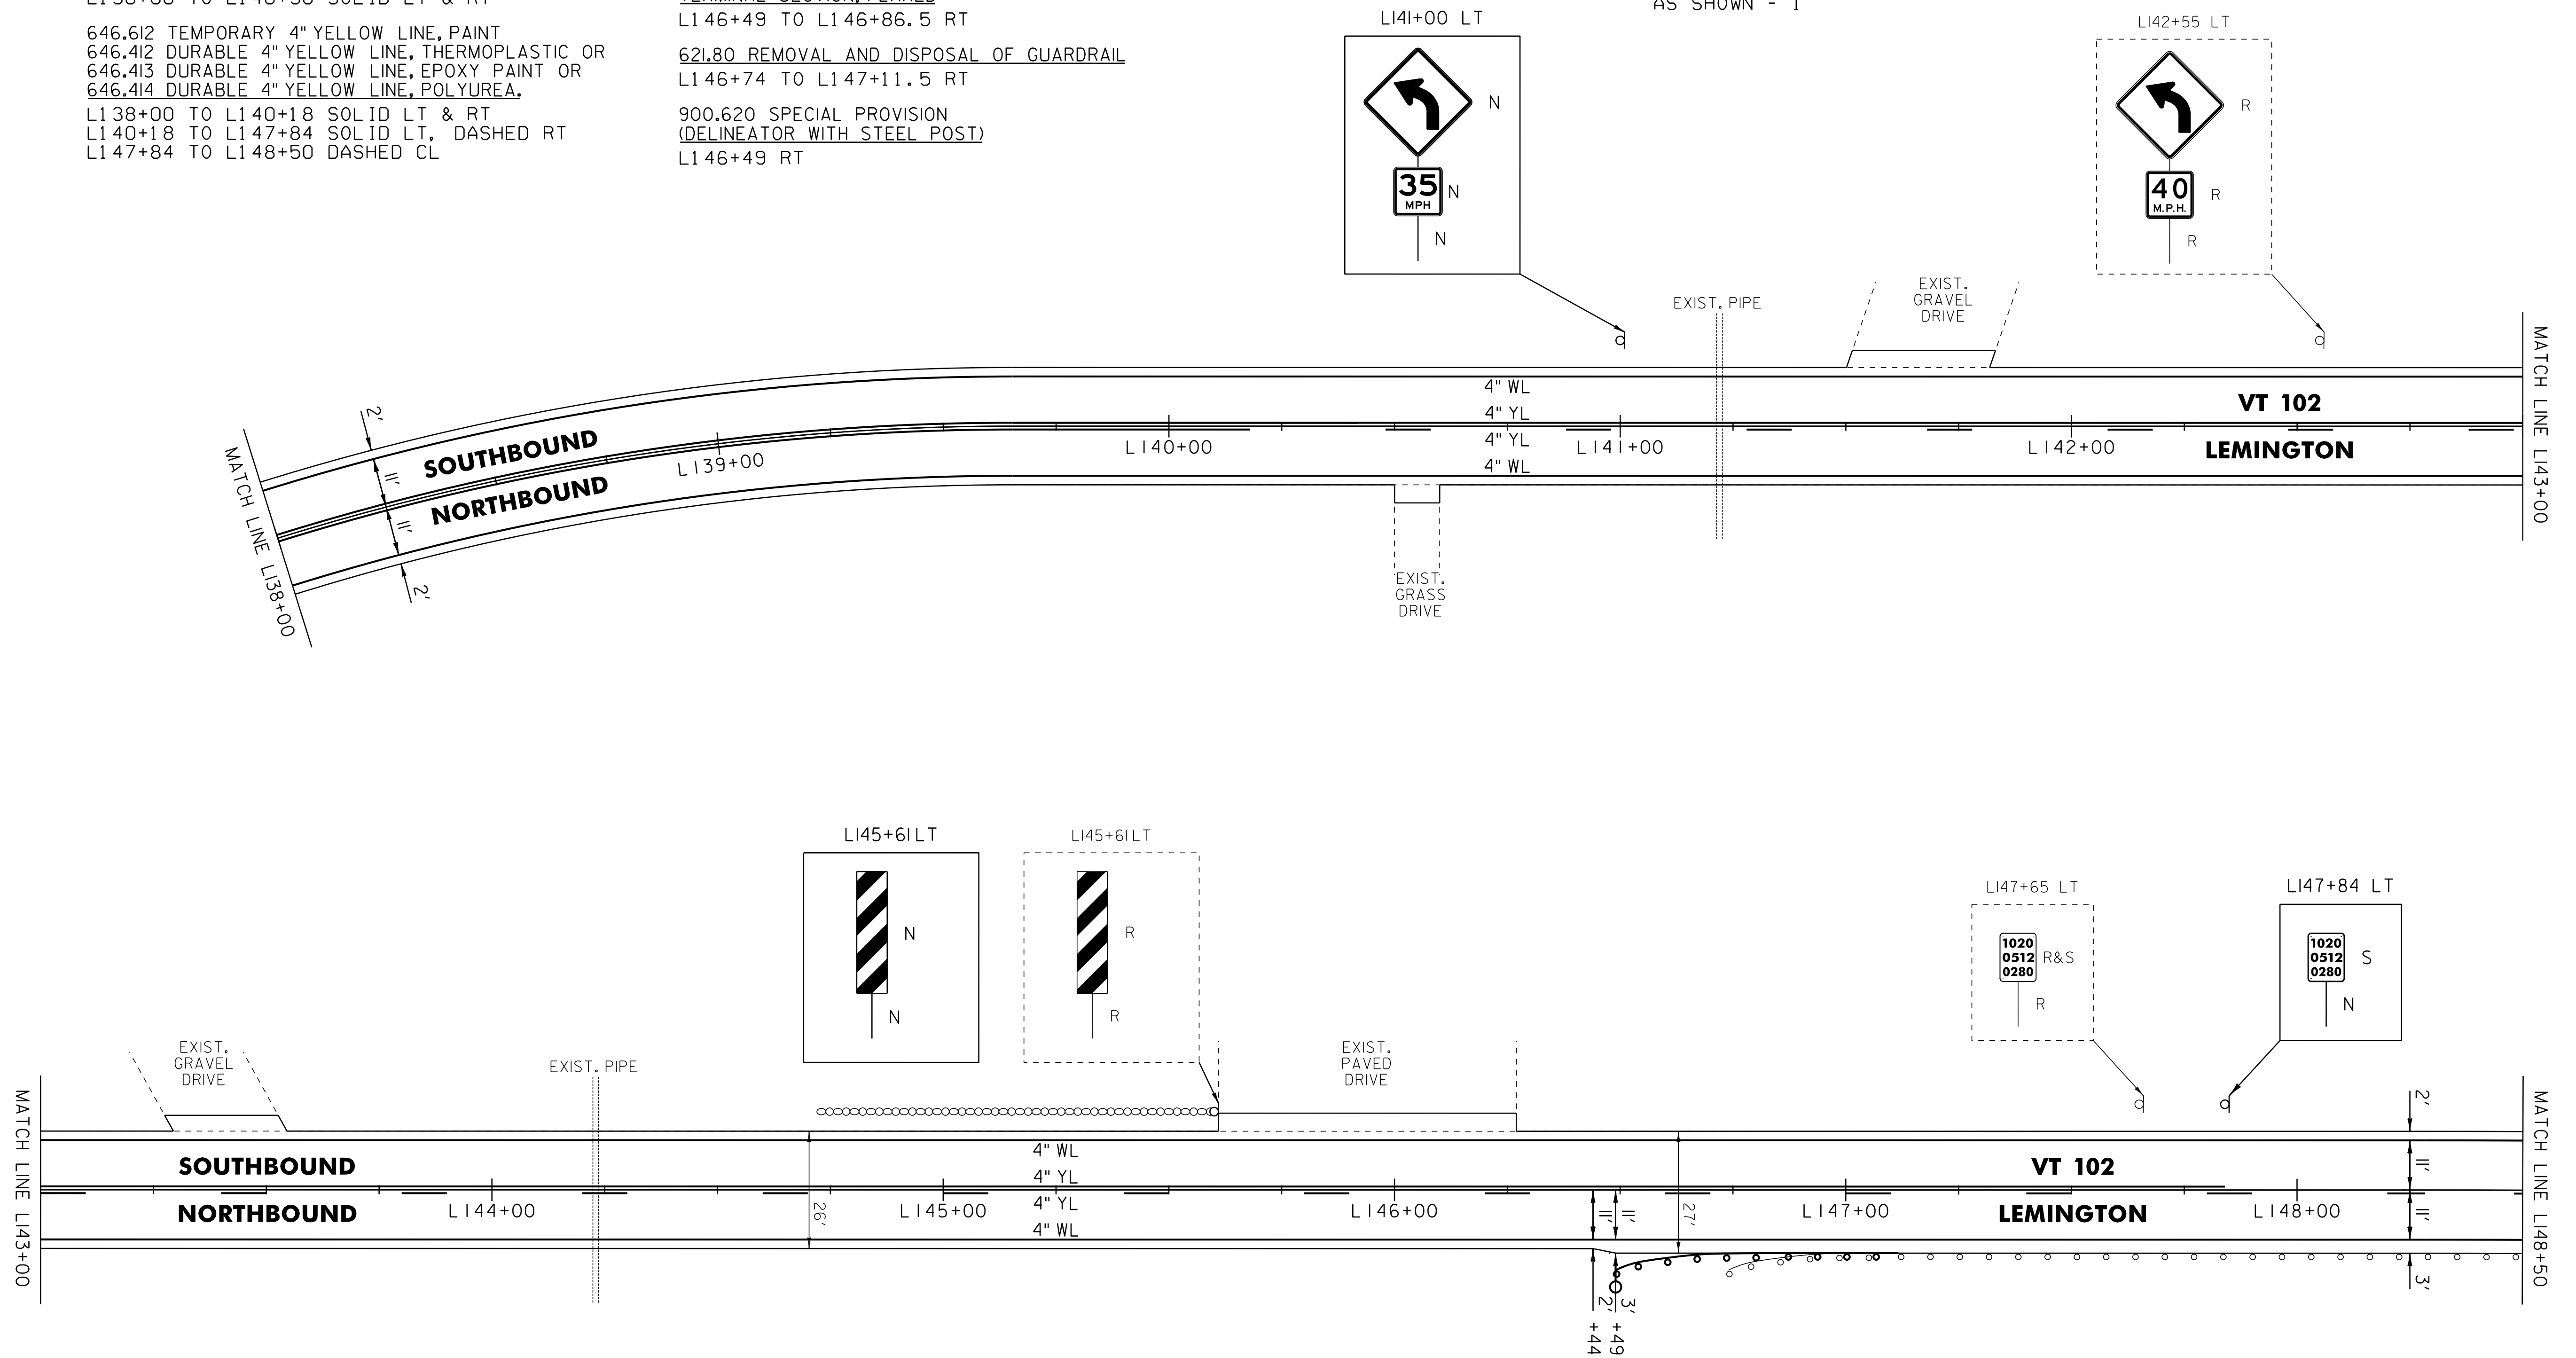 646.612 TEMPORARY 4" YELLOW LINE, PAINT
646.412 DURABLE 4" YELLOW LINE, THERMOPLASTIC OR
646.413 DURABLE 4" YELLOW LINE, EPOXY PAINT OR
646.414 DURABLE 4" YELLOW LINE, POLYUREA.
L138+00 TO L140+18 SOLID LT & RT
L140+18 TO L147+84 SOLID LT, DASHED RT
L147+84 TO L148+50 DASHED CL
L146+49 TO L146+86.5 RT
621.80 REMOVAL AND DISPOSAL OF GUARDRAIL
L146+74 TO L147+11.5 RT
900.620 SPECIAL PROVISION
(DELINEATOR WITH STEEL POST)
L146+49 RT
AS SHOWN - 1
L141+00 LT
N
35
MPH
N
N
L142+55 LT
R
40
M.P.H.
R
R
EXIST. PIPE
EXIST.
GRAVEL
DRIVE
MATCH LINE L138+00
2'
11'
11'
2'
SOUTHBOUND
NORTHBOUND
L139+00
L140+00
4" WL
4" YL
4" YL
4" WL
L141+00
L142+00
VT 102
LEMINGTON
MATCH LINE L143+00
EXIST.
GRASS
DRIVE
L145+61 LT
N
N
L145+61 LT
R
R
L147+65 LT
1020
0512
0280
R&S
R
L147+84 LT
1020
0512
0280
S
N
EXIST.
GRAVEL
DRIVE
EXIST. PIPE
EXIST.
PAVED
DRIVE
MATCH LINE L143+00
SOUTHBOUND
NORTHBOUND
L144+00
26'
L145+00
4" WL
4" YL
4" YL
4" WL
L146+00
11'
11'
27'
L147+00
VT 102
LEMINGTON
L148+00
2'
11'
11'
3'
MATCH LINE L148+50
2'
3'
+44
+49